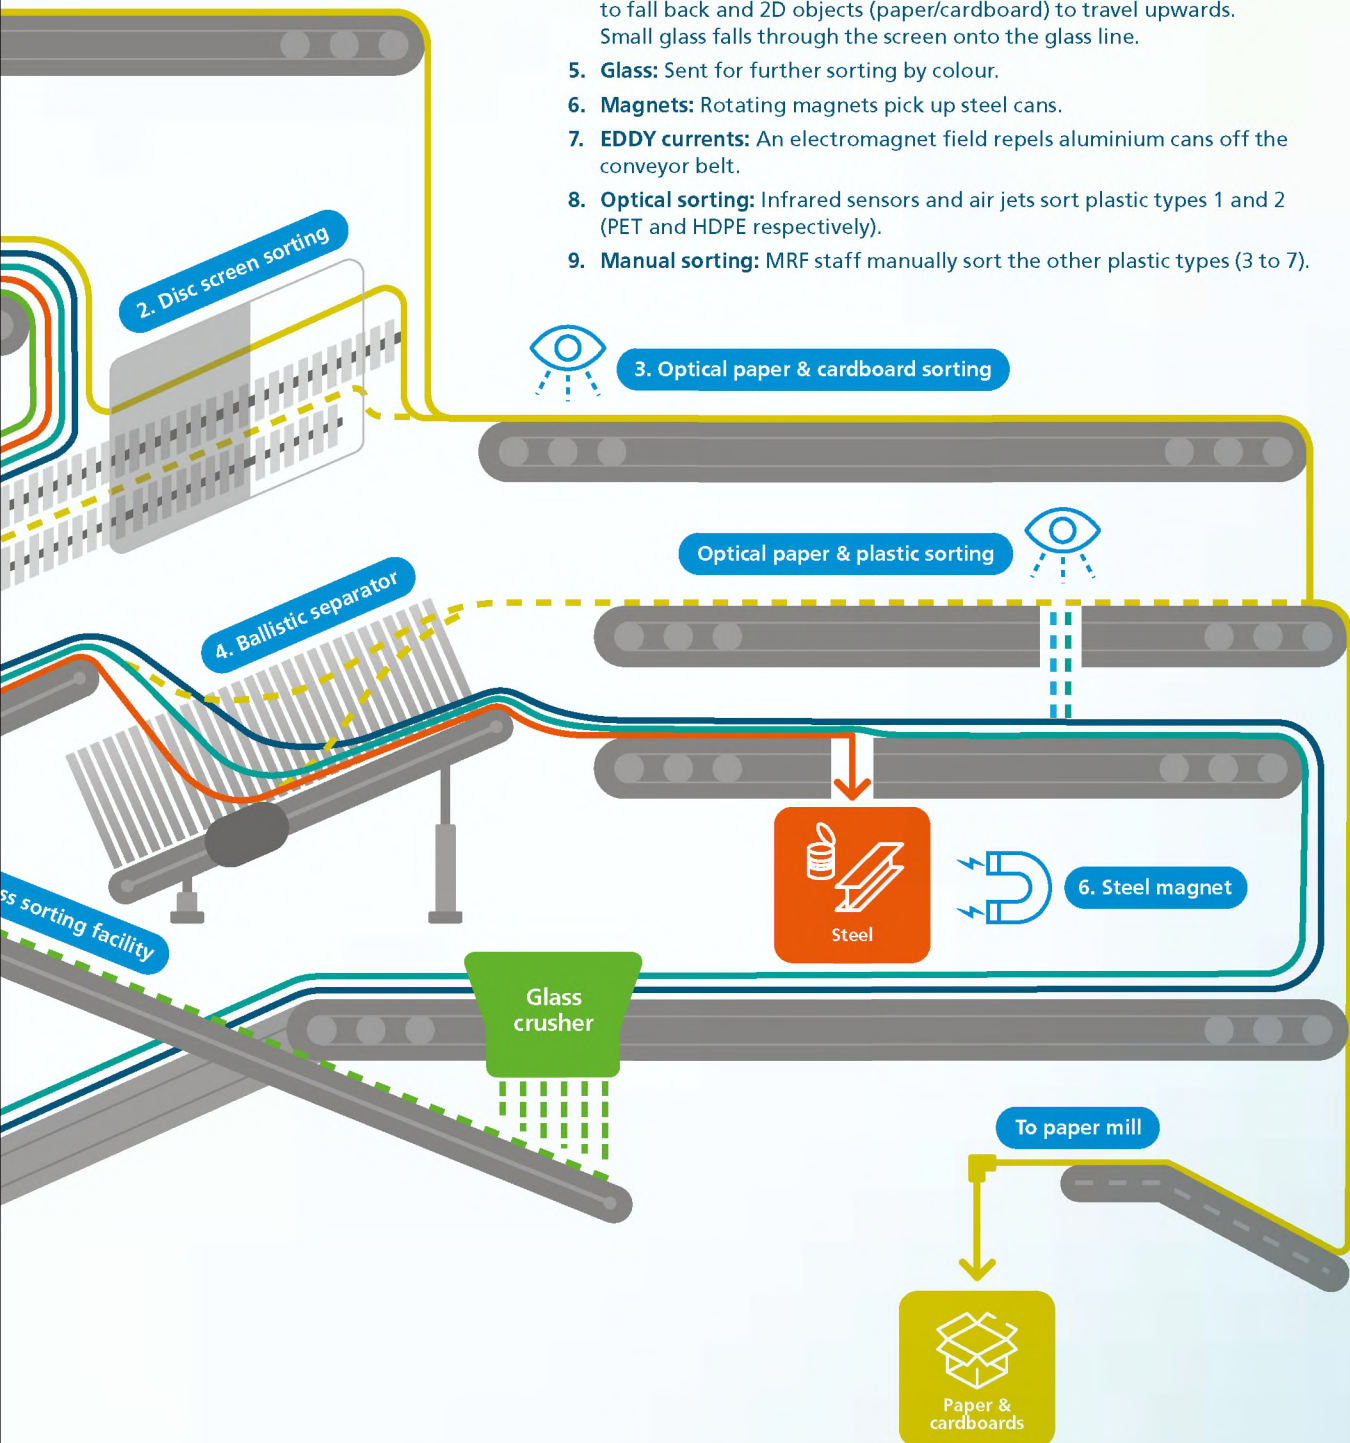 to fall back and 2D objects (paper/cardboard) to travel upwards.
Small glass falls through the screen onto the glass line.
5. Glass: Sent for further sorting by colour.
6. Magnets: Rotating magnets pick up steel cans.
7. EDDY currents: An electromagnet field repels aluminium cans off the
conveyor belt.
8. Optical sorting: Infrared sensors and air jets sort plastic types 1 and 2
(PET and HDPE respectively).
9. Manual sorting: MRF staff manually sort the other plastic types (3 to 7).
2. Disc screen sorting
3. Optical paper & cardboard sorting
Optical paper & plastic sorting
4. Ballistic separator
6. Steel magnet
Steel
ss sorting facility
Glass
crusher
To paper mill
Paper &
cardboards